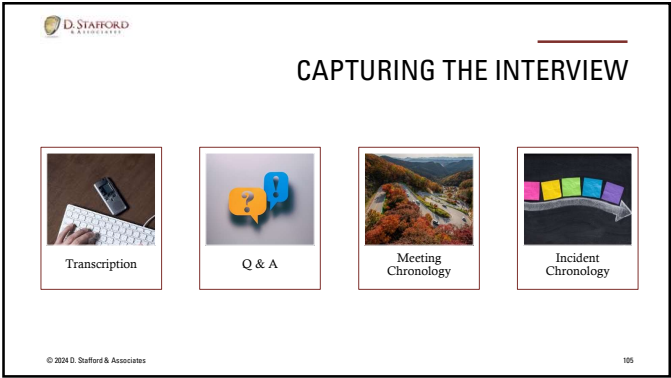 D. STAFFORD
& ASSOCIATES
CAPTURING THE INTERVIEW
Transcription
Q & A
Meeting
Chronology
Incident
Chronology
© 2024 D. Stafford & Associates
105